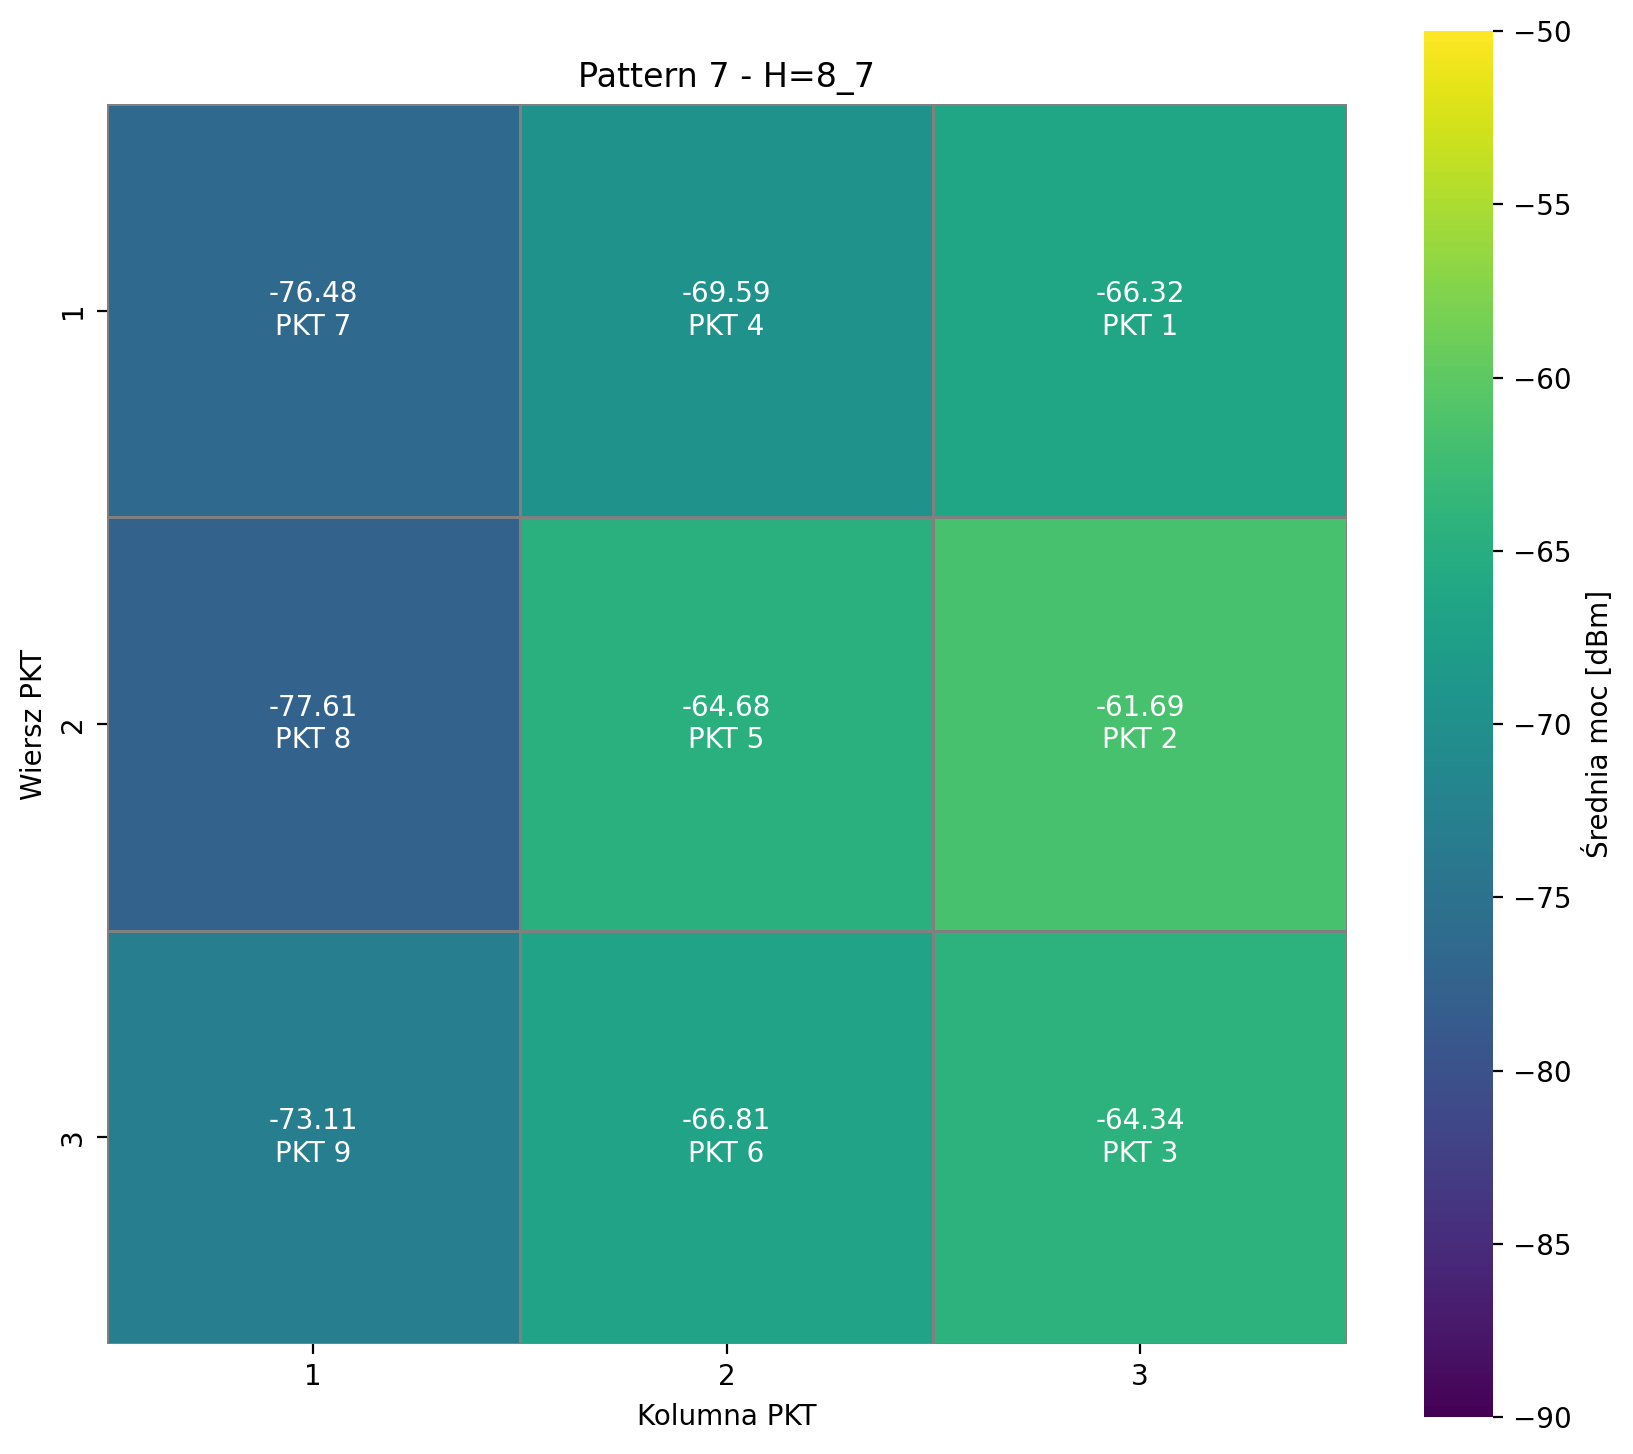 Pattern 7 - H=8_7
-76.48
PKT 7
-69.59
PKT 4
-66.32
PKT 1
-77.61
PKT 8
-64.68
PKT 5
-61.69
PKT 2
-73.11
PKT 9
-66.81
PKT 6
-64.34
PKT 3
1
2
3
Wiersz PKT
1
2
3
Kolumna PKT
−50
−55
−60
−65
−70
−75
−80
−85
−90
Średnia moc [dBm]